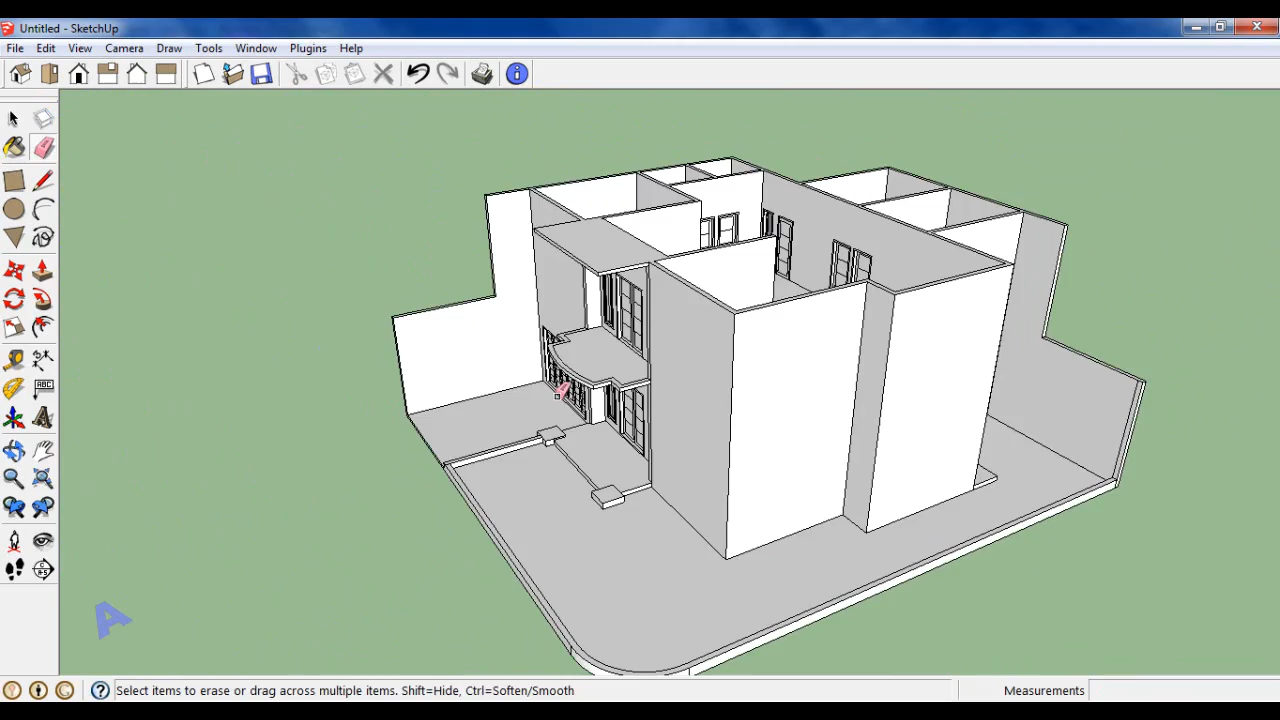 Untitled - SketchUp
File Edit View Camera Draw Tools Window Plugins Help
ABC
A
Select items to erase or drag across multiple items. Shift=Hide, Ctrl=Soften/Smooth
Measurements